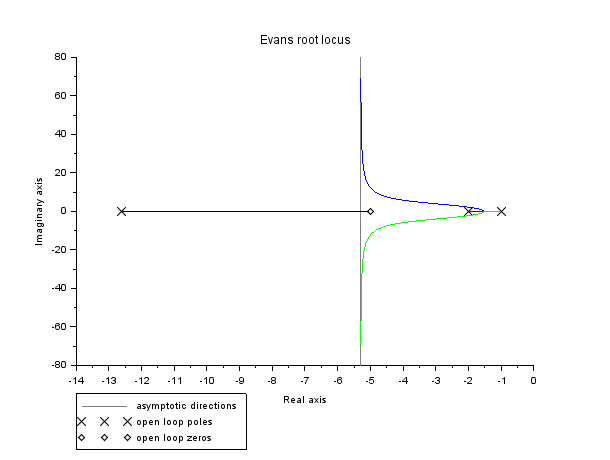 Evans root locus
80
60
40
20
0
-20
-40
-60
-80
Imaginary axis
-14 -13 -12 -11 -10 -9 -8 -7 -6 -5 -4 -3 -2 -1 0
Real axis
asymptotic directions
open loop poles
open loop zeros